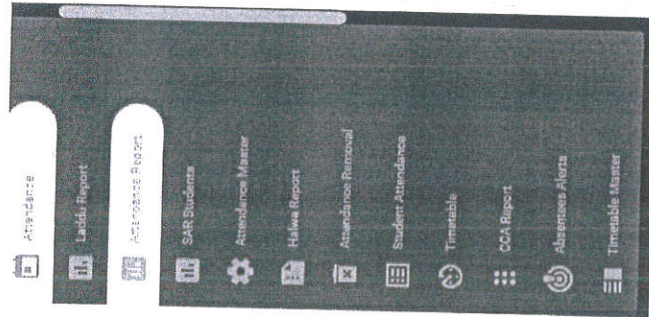 Attendance
Laddu Report
Attendance Report
SAR Students
Attendance Master
Halwa Report
Attendance Removal
Student Attendance
Timetable
CCA Report
Absentees Alerts
Timetable Master